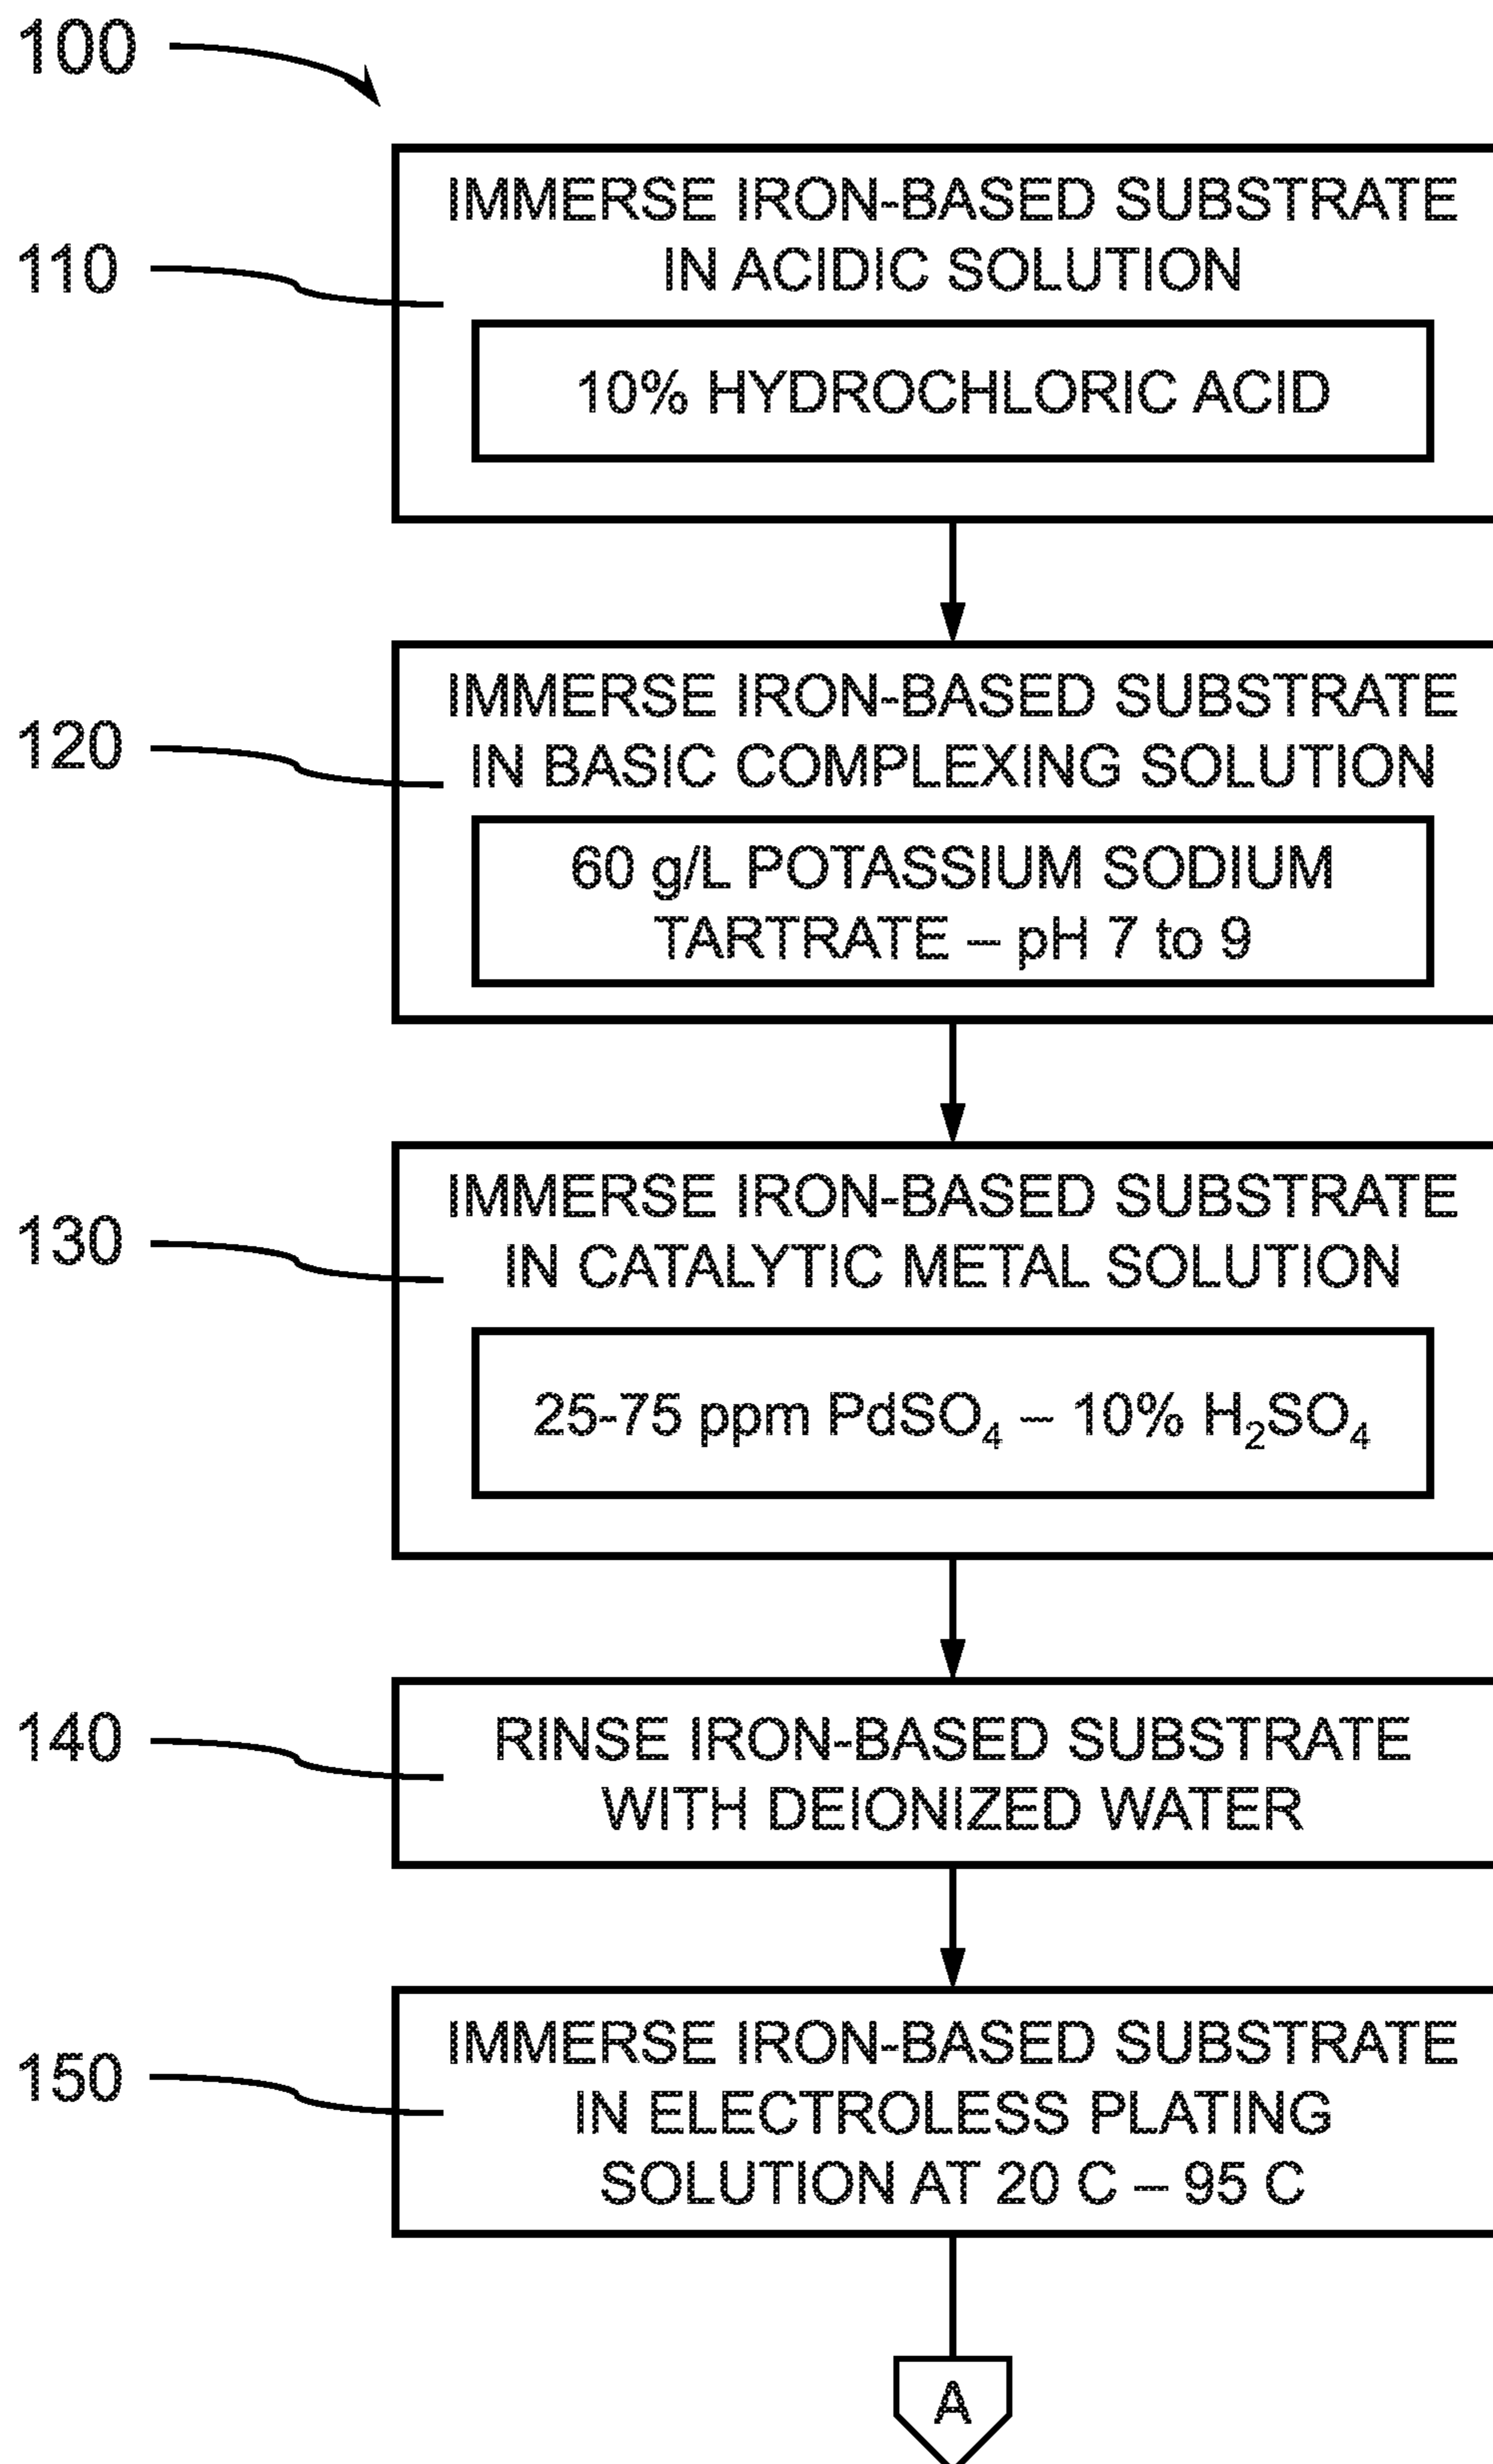 100
110
IMMERSE IRON-BASED SUBSTRATE
IN ACIDIC SOLUTION
10% HYDROCHLORIC ACID
120
IMMERSE IRON-BASED SUBSTRATE
IN BASIC COMPLEXING SOLUTION
60 g/L POTASSIUM SODIUM
TARTRATE – pH 7 to 9
130
IMMERSE IRON-BASED SUBSTRATE
IN CATALYTIC METAL SOLUTION
25-75 ppm PdSO₄ – 10% H₂SO₄
140
RINSE IRON-BASED SUBSTRATE
WITH DEIONIZED WATER
150
IMMERSE IRON-BASED SUBSTRATE
IN ELECTROLESS PLATING
SOLUTION AT 20 C – 95 C
A